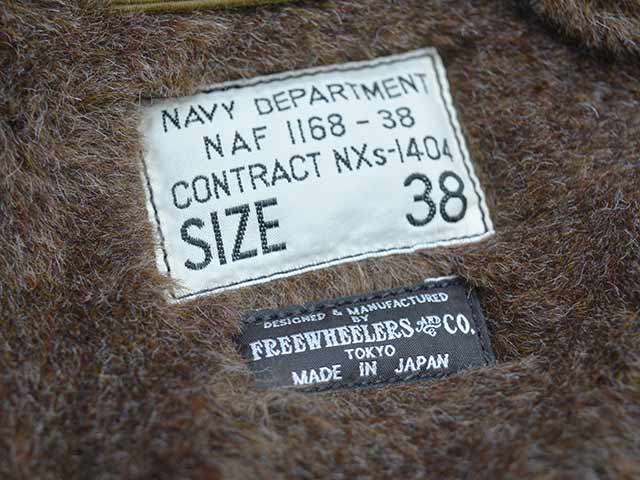 NAVY DEPARTMENT
NAF 1168-38
CONTRACT NXs-1404
SIZE 38
DESIGNED & MANUFACTURED
BY
FREEWHEELERS AND CO.
TOKYO
MADE IN JAPAN